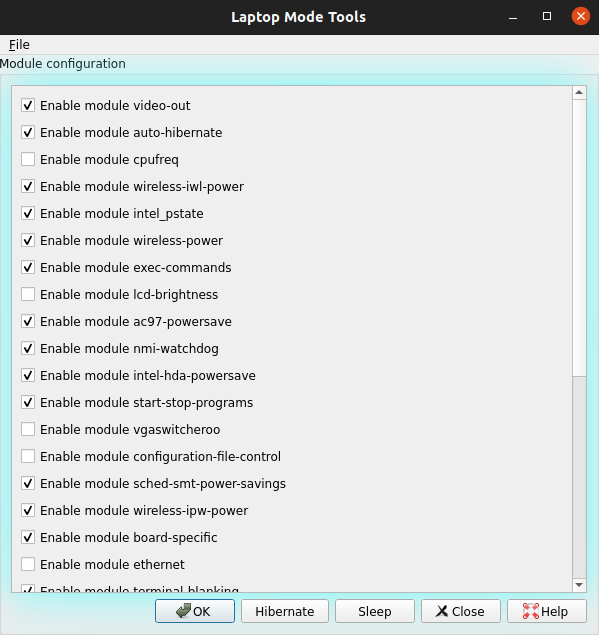 Laptop Mode Tools
File
Module configuration
Enable module video-out
Enable module auto-hibernate
Enable module cpufreq
Enable module wireless-iwl-power
Enable module intel_pstate
Enable module wireless-power
Enable module exec-commands
Enable module lcd-brightness
Enable module ac97-powersave
Enable module nmi-watchdog
Enable module intel-hda-powersave
Enable module start-stop-programs
Enable module vgaswitcheroo
Enable module configuration-file-control
Enable module sched-smt-power-savings
Enable module wireless-ipw-power
Enable module board-specific
Enable module ethernet
Enable module terminal-blanking
OK Hibernate Sleep Close Help